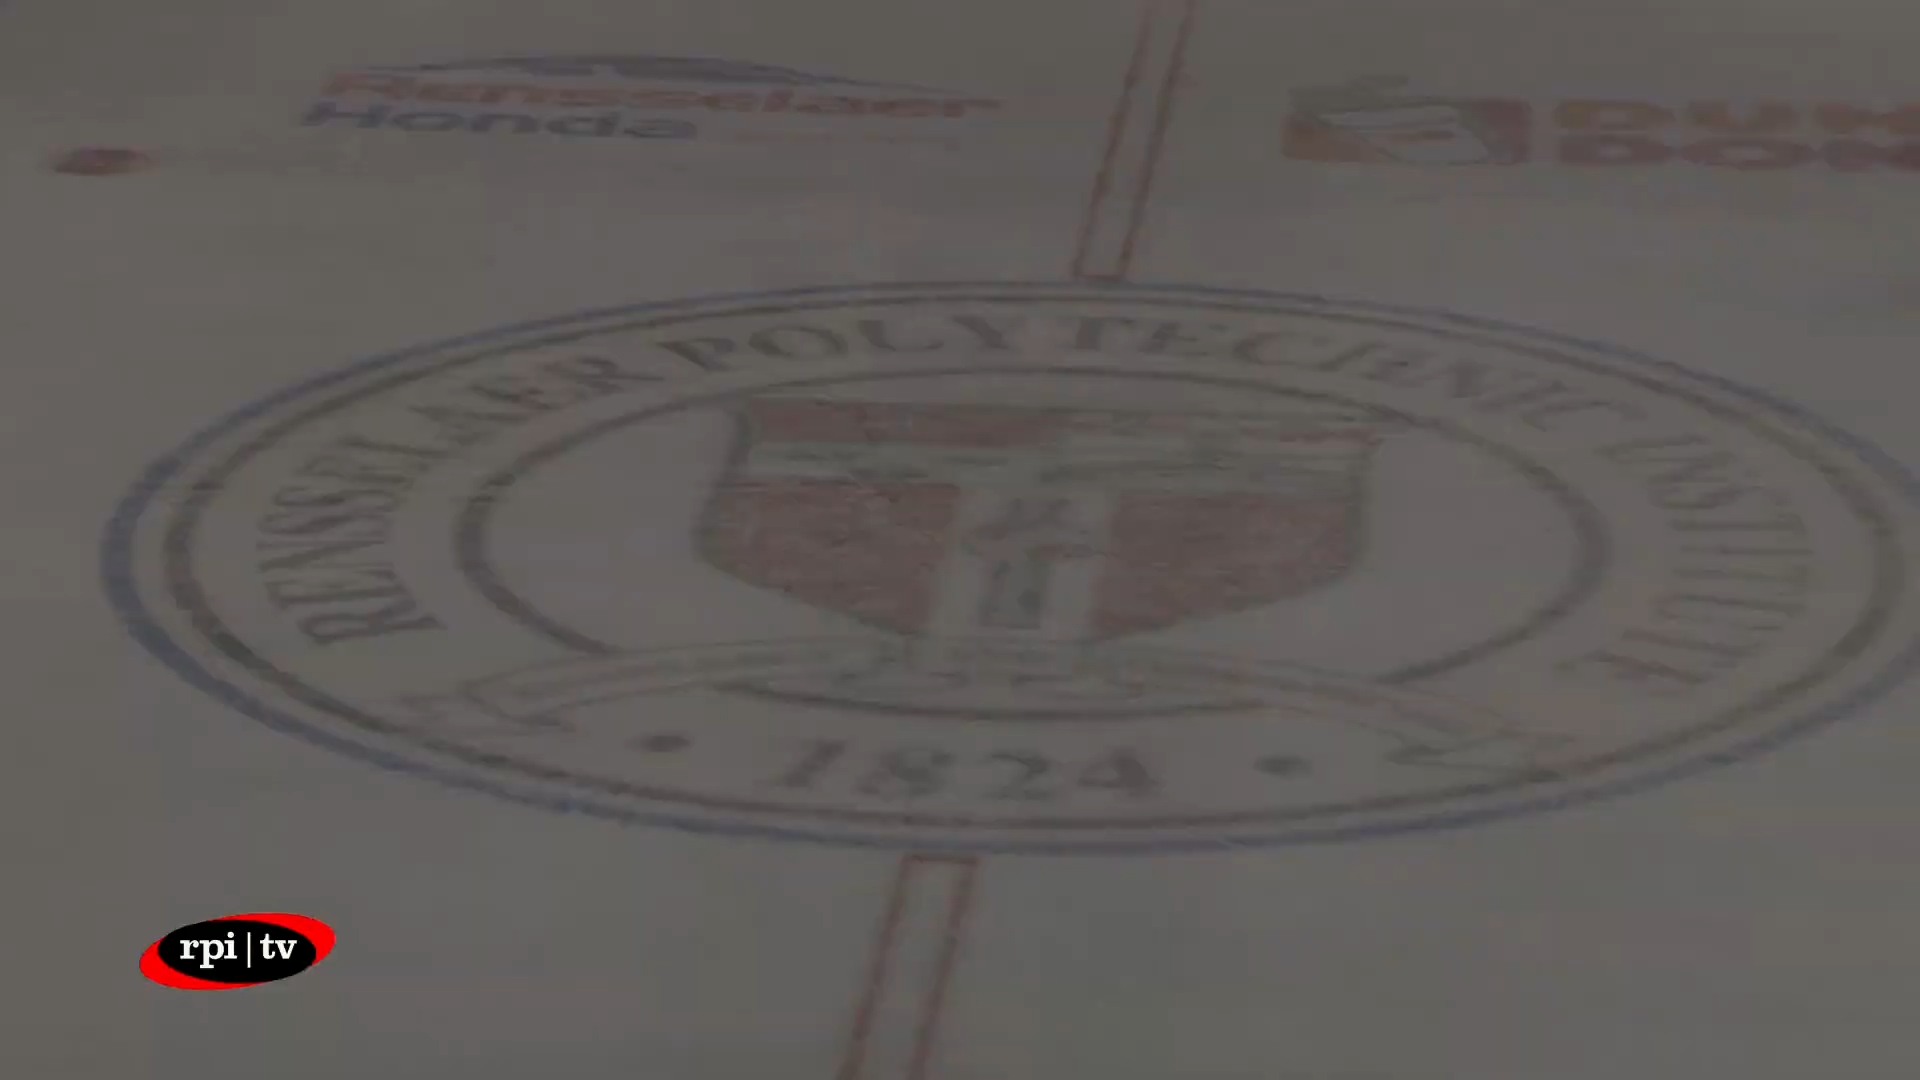 Rensselaer
Honda
RENSSELAER POLYTECHNIC INSTITUTE
1824
rpi|tv